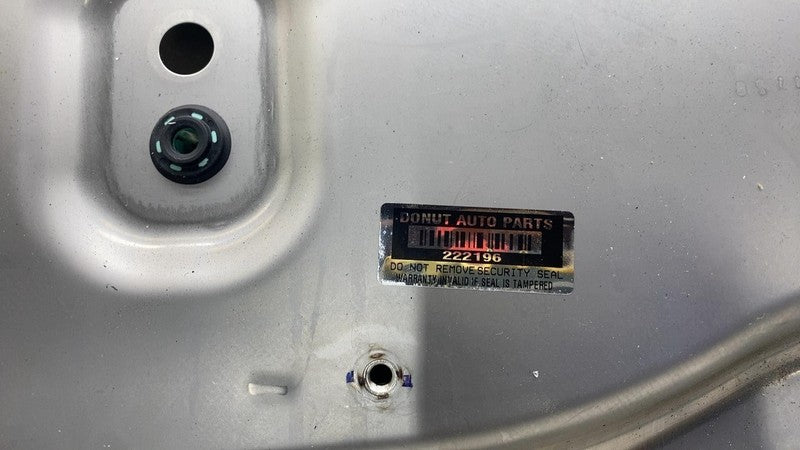 DONUT AUTO PARTS
222196
DO NOT REMOVE SECURITY SEAL
WARRANTY INVALID IF SEAL IS TAMPERED